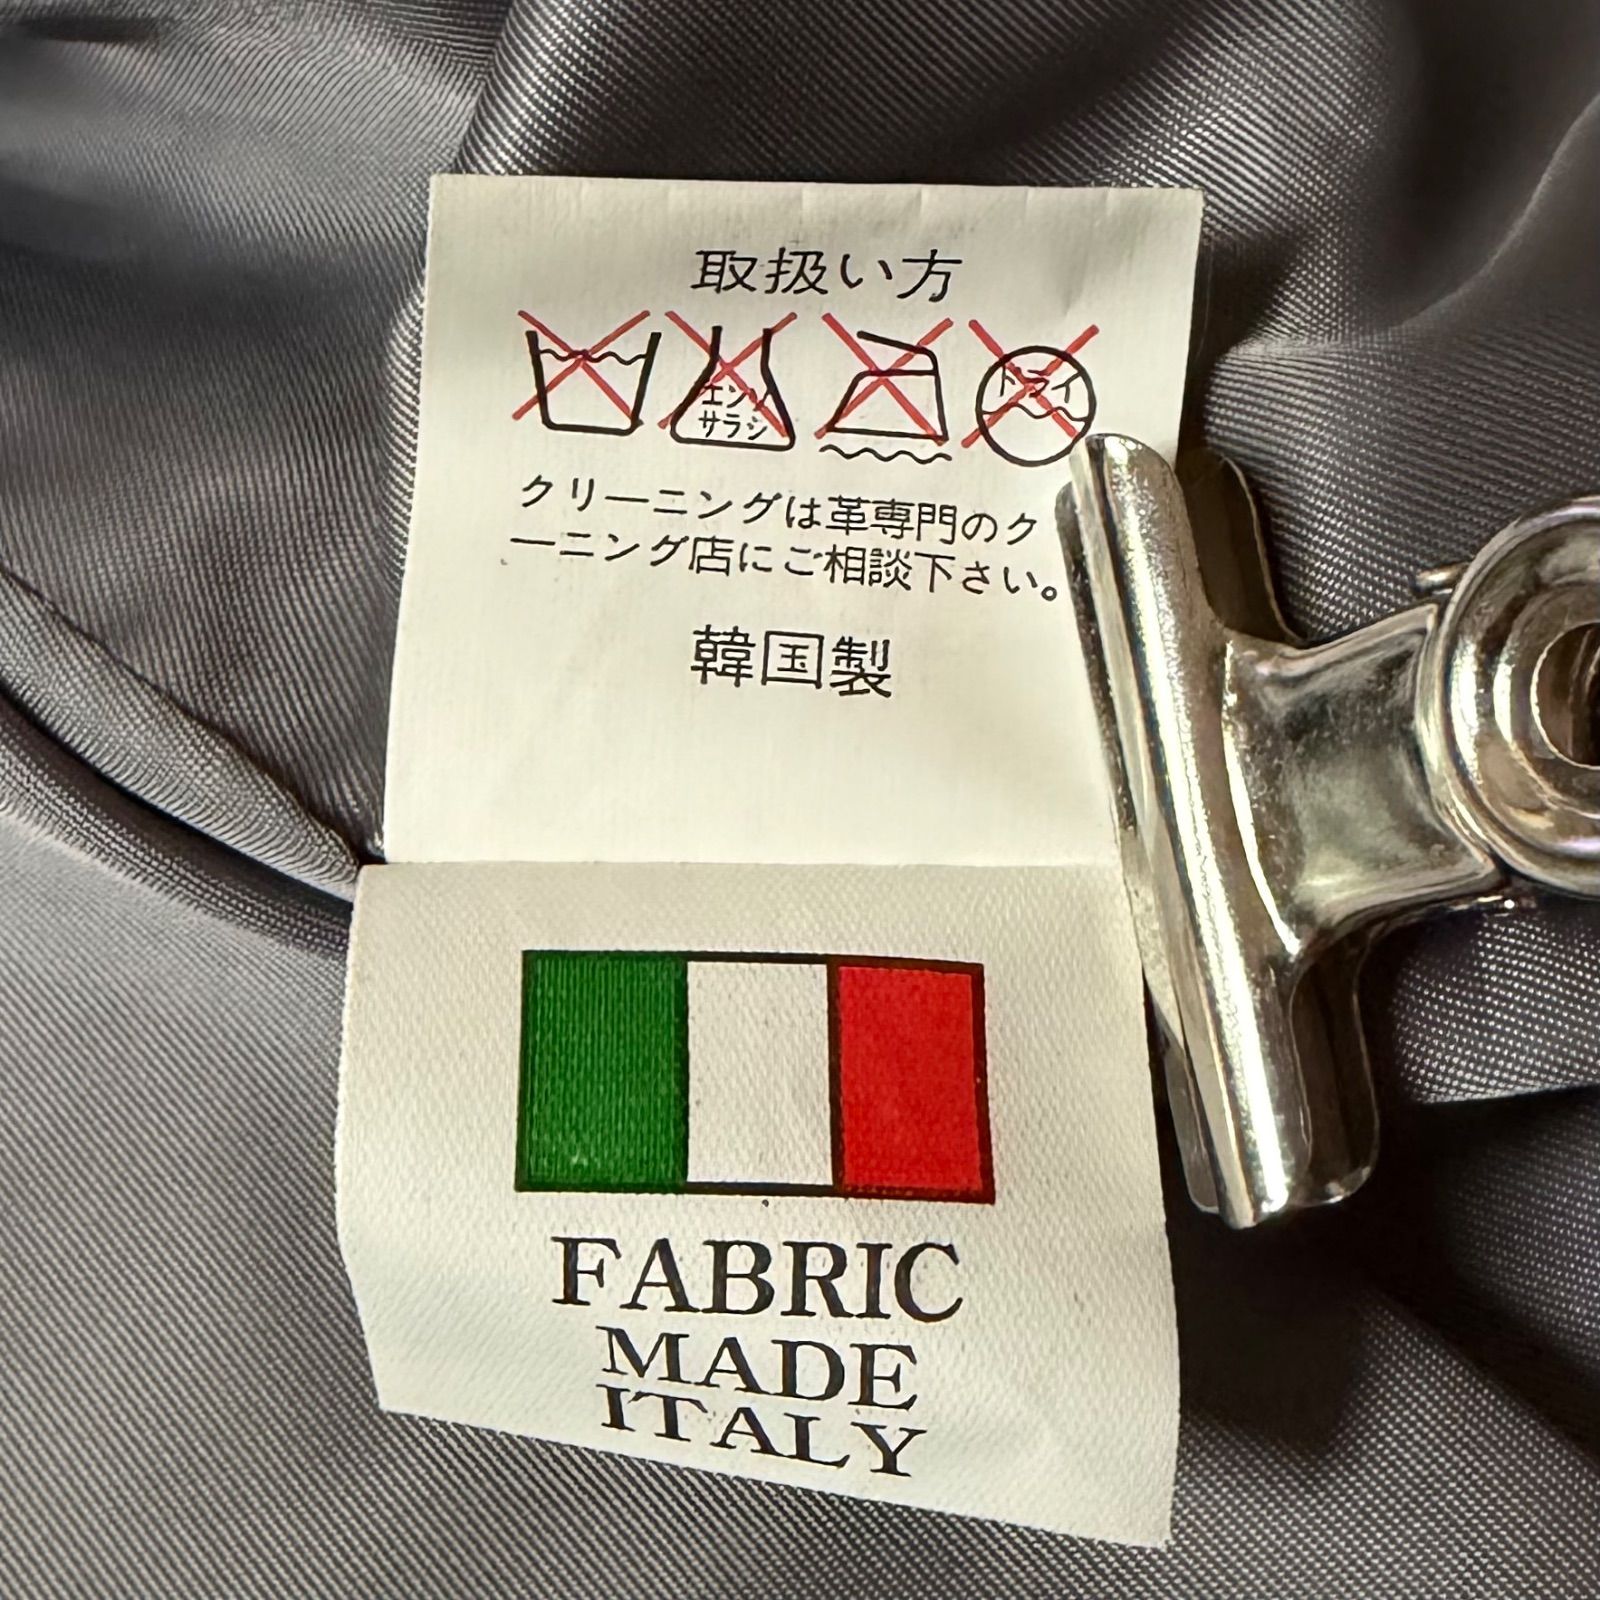 取扱い方
エンソ
サラシ
ドライ
クリーニングは革専門のク
ーニング店にご相談下さい。
韓国製
FABRIC
MADE
ITALY